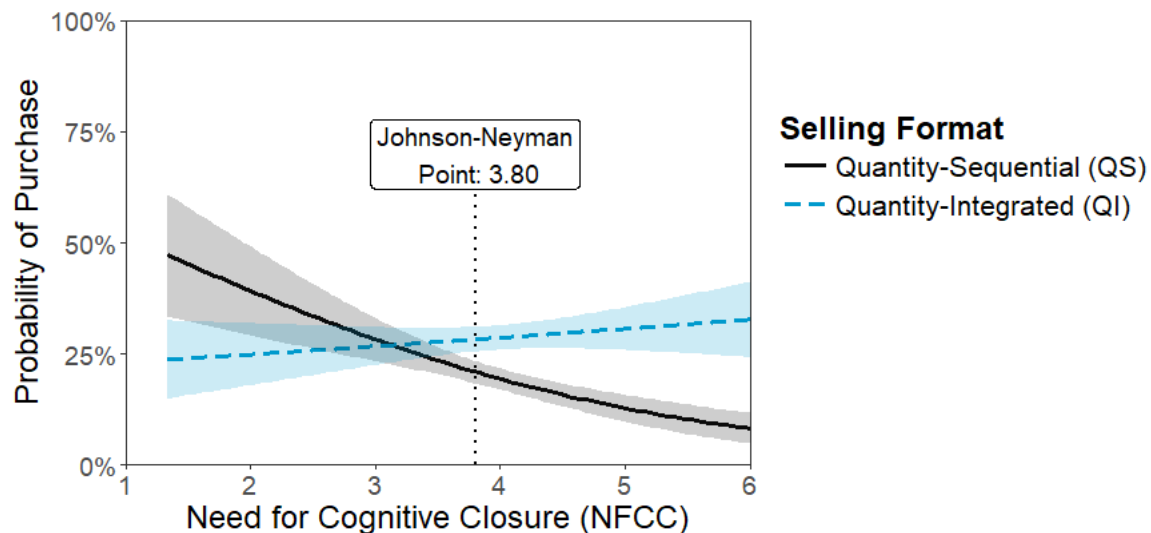 100%
75%
50%
25%
0%
Probability of Purchase
Johnson-Neyman
Point: 3.80
1 2 3 4 5 6
Need for Cognitive Closure (NFCC)
Selling Format
Quantity-Sequential (QS)
Quantity-Integrated (QI)